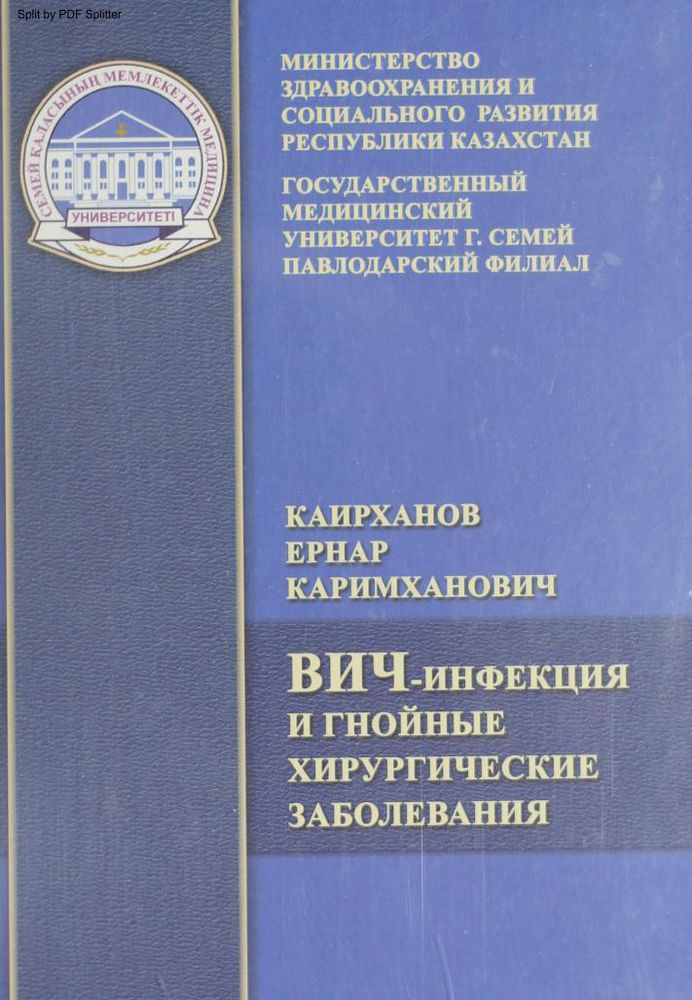 Split by PDF Splitter
СЕМЕЙ ҚАЛАСЫНЫҢ МЕМЛЕКЕТТІК МЕДИЦИНА
УНИВЕРСИТЕТІ
МИНИСТЕРСТВО
ЗДРАВООХРАНЕНИЯ И
СОЦИАЛЬНОГО РАЗВИТИЯ
РЕСПУБЛИКИ КАЗАХСТАН
ГОСУДАРСТВЕННЫЙ
МЕДИЦИНСКИЙ
УНИВЕРСИТЕТ Г. СЕМЕЙ
ПАВЛОДАРСКИЙ ФИЛИАЛ
КАИРХАНОВ
ЕРНАР
КАРИМХАНОВИЧ
ВИЧ-ИНФЕКЦИЯ
И ГНОЙНЫЕ
ХИРУРГИЧЕСКИЕ
ЗАБОЛЕВАНИЯ